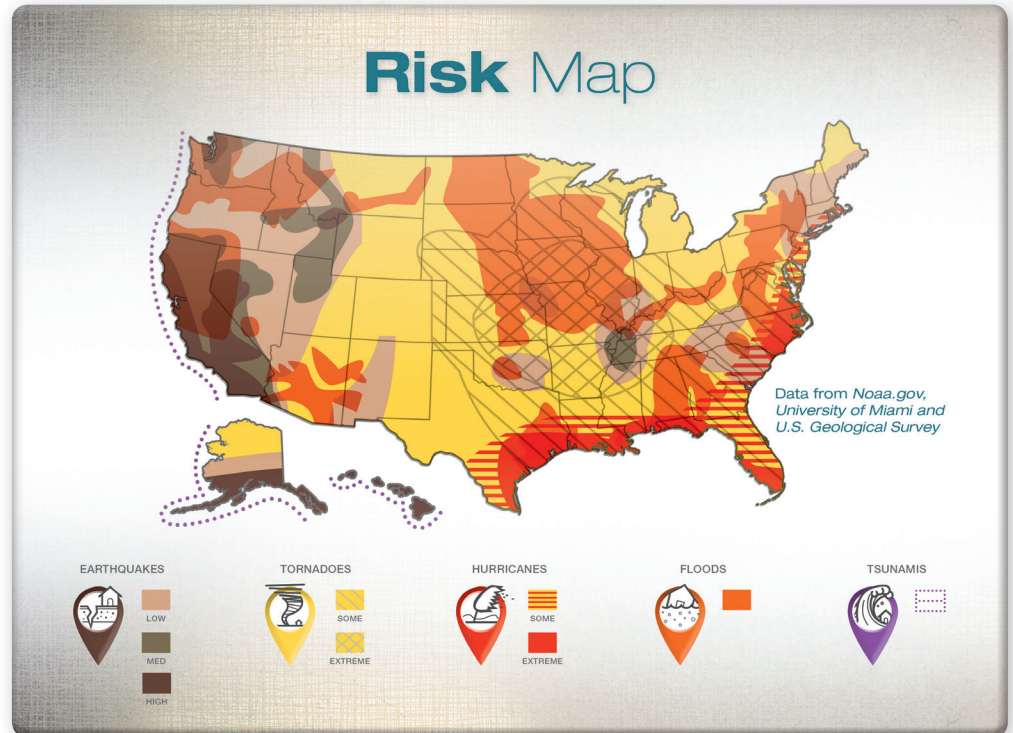 Risk Map
Data from Noaa.gov,
University of Miami and
U.S. Geological Survey
EARTHQUAKES
LOW
MED
HIGH
TORNADOES
SOME
EXTREME
HURRICANES
SOME
EXTREME
FLOODS
TSUNAMIS